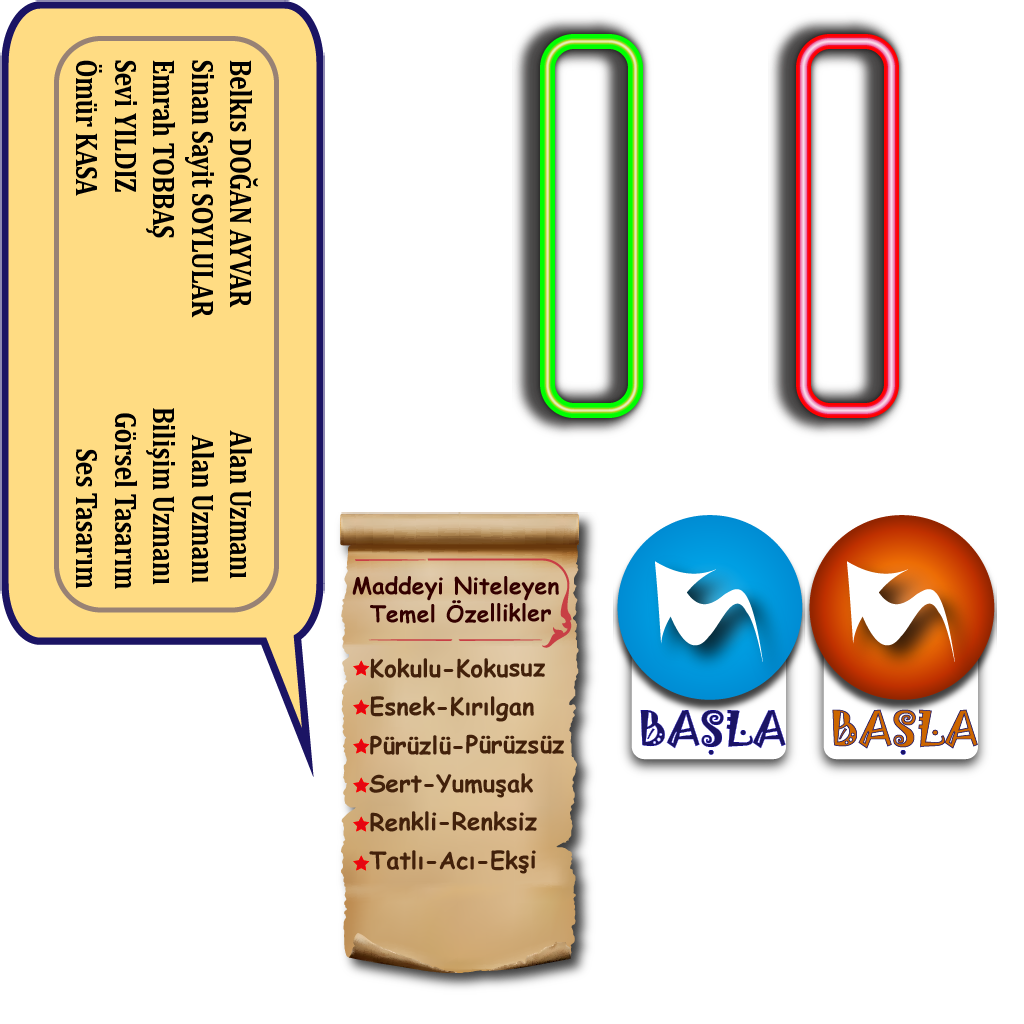 Belkıs DOĞAN AYVAR Alan Uzmanı
Sinan Sayit SOYLULAR Alan Uzmanı
Emrah TOBBAŞ Bilişim Uzmanı
Sevi YILDIZ Görsel Tasarım
Ömür KASA Ses Tasarım
Maddeyi Niteleyen
Temel Özellikler
Kokulu-Kokusuz
Esnek-Kırılgan
Pürüzlü-Pürüzsüz
Sert-Yumuşak
Renkli-Renksiz
Tatlı-Acı-Ekşi
BAŞLA
BAŞLA